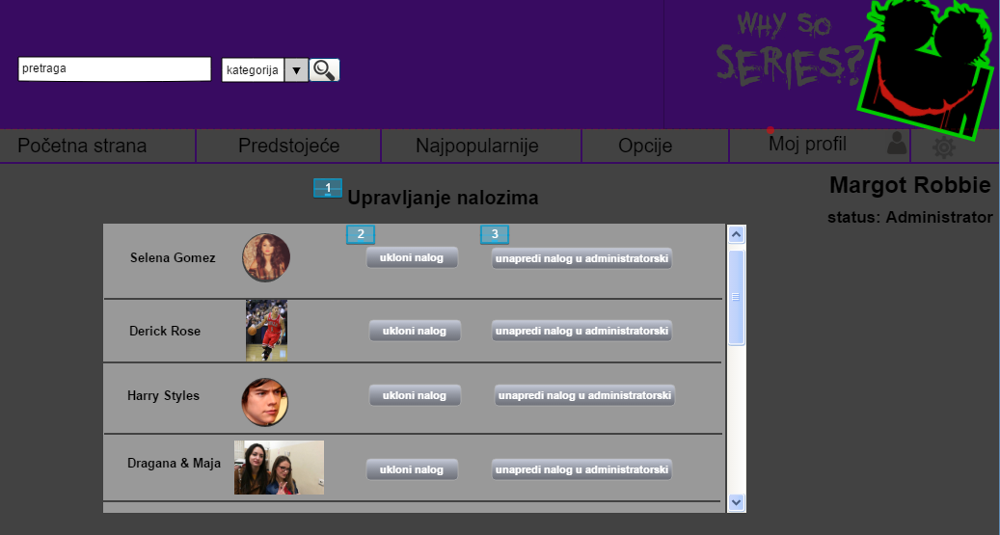 WHY SO
SERIES?
pretraga
kategorija
Početna strana
Predstojeće
Najpopularnije
Opcije
Moj profil
Margot Robbie
status: Administrator
1
Upravljanje nalozima
2
3
Selena Gomez
ukloni nalog
unapredi nalog u administratorski
Derick Rose
ukloni nalog
unapredi nalog u administratorski
Harry Styles
ukloni nalog
unapredi nalog u administratorski
Dragana & Maja
ukloni nalog
unapredi nalog u administratorski